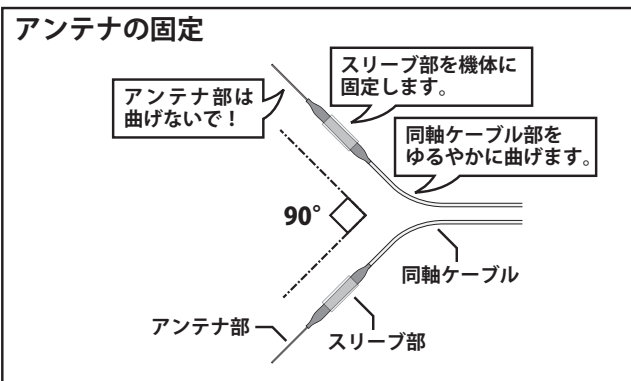 アンテナの固定
スリーブ部を機体に
固定します。
アンテナ部は
曲げないで！
同軸ケーブル部を
ゆるやかに曲げます。
90°
同軸ケーブル
アンテナ部
スリーブ部